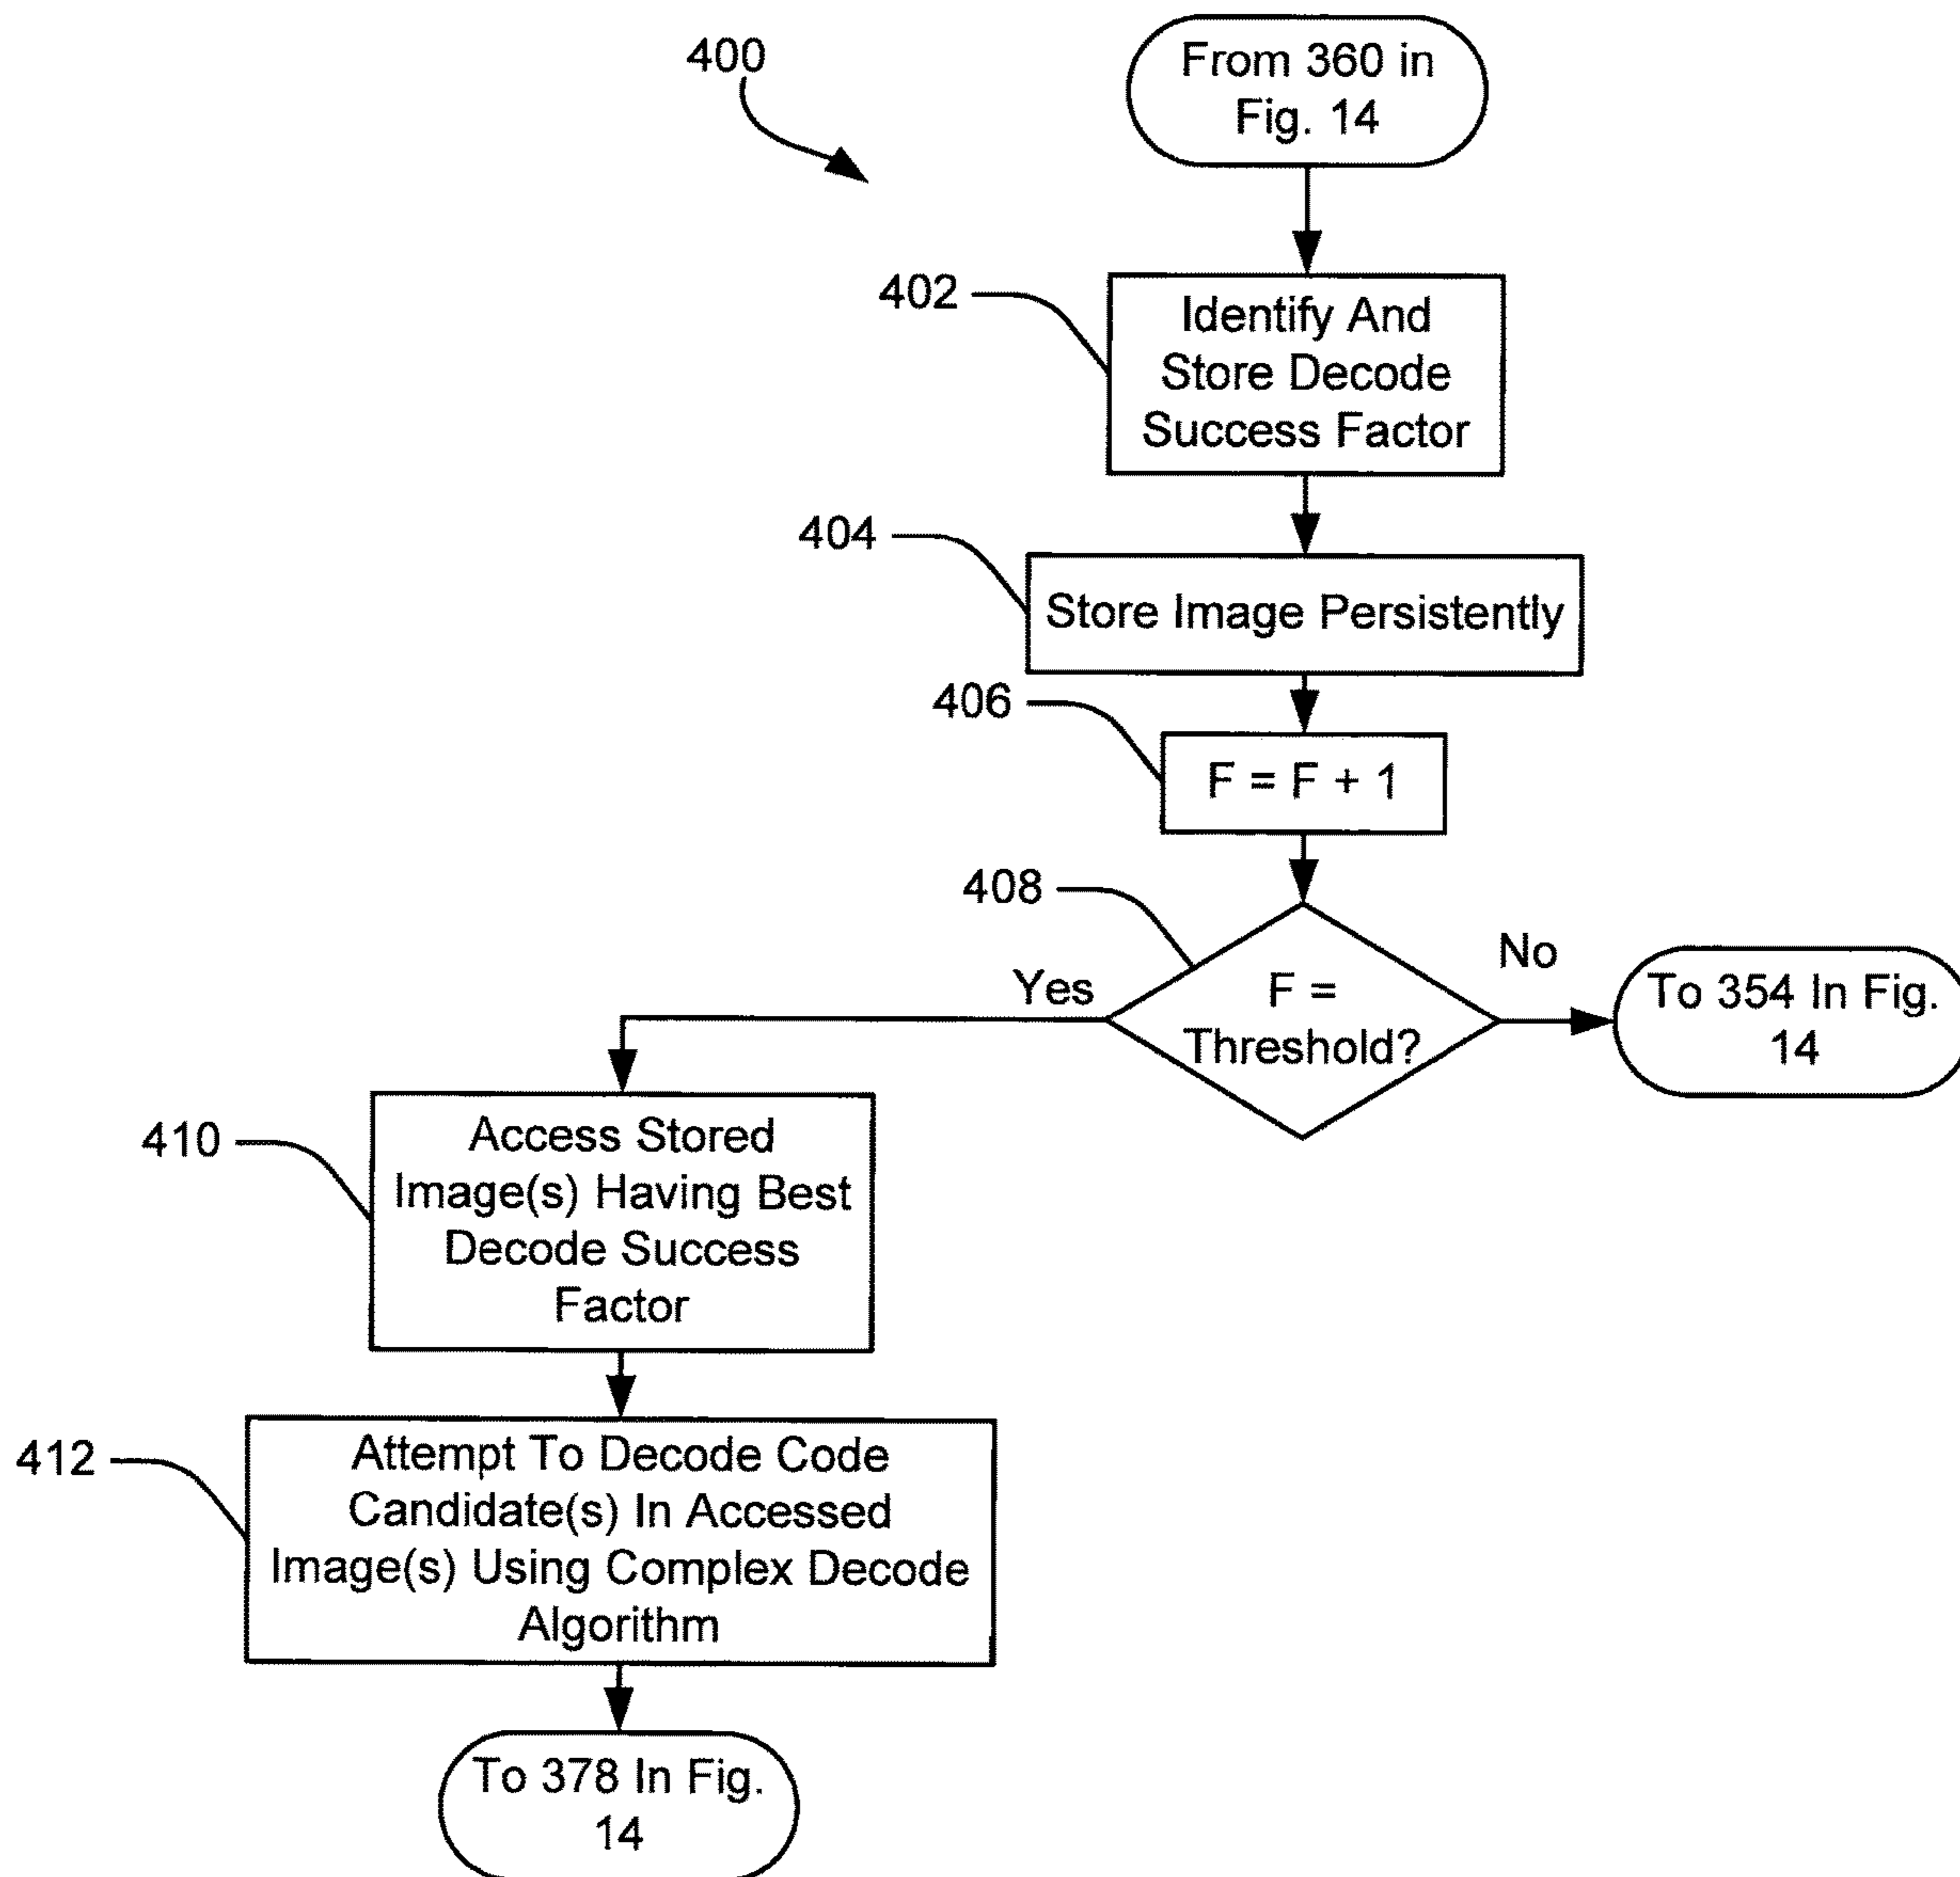 400
From 360 in
Fig. 14
402
Identify And
Store Decode
Success Factor
404
Store Image Persistently
406
F = F + 1
408
F =
Threshold?
Yes
No
To 354 In Fig.
14
410
Access Stored
Image(s) Having Best
Decode Success
Factor
412
Attempt To Decode Code
Candidate(s) In Accessed
Image(s) Using Complex Decode
Algorithm
To 378 In Fig.
14